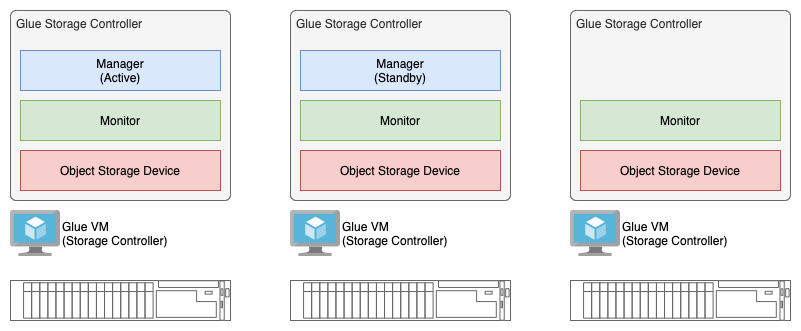 Glue Storage Controller
Manager
(Active)
Monitor
Object Storage Device
Glue VM
(Storage Controller)
Glue Storage Controller
Manager
(Standby)
Monitor
Object Storage Device
Glue VM
(Storage Controller)
Glue Storage Controller
Monitor
Object Storage Device
Glue VM
(Storage Controller)